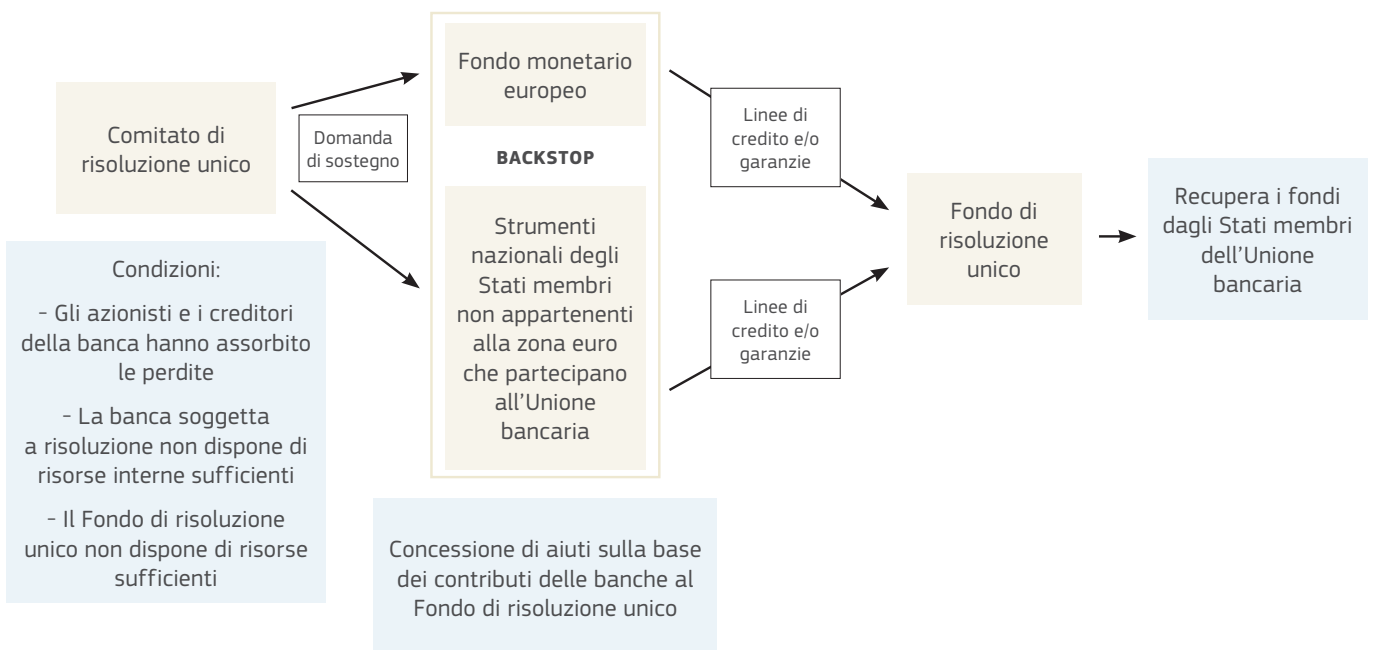 Comitato di
risoluzione unico
Domanda
di sostegno
Condizioni:
- Gli azionisti e i creditori
della banca hanno assorbito
le perdite
- La banca soggetta
a risoluzione non dispone di
risorse interne sufficienti
- Il Fondo di risoluzione
unico non dispone di risorse
sufficienti
Fondo monetario
europeo
BACKSTOP
Strumenti
nazionali degli
Stati membri
non appartenenti
alla zona euro
che partecipano
all’Unione
bancaria
Concessione di aiuti sulla base
dei contributi delle banche al
Fondo di risoluzione unico
Linee di
credito e/o
garanzie
Linee di
credito e/o
garanzie
Fondo di
risoluzione
unico
Recupera i fondi
dagli Stati membri
dell’Unione
bancaria